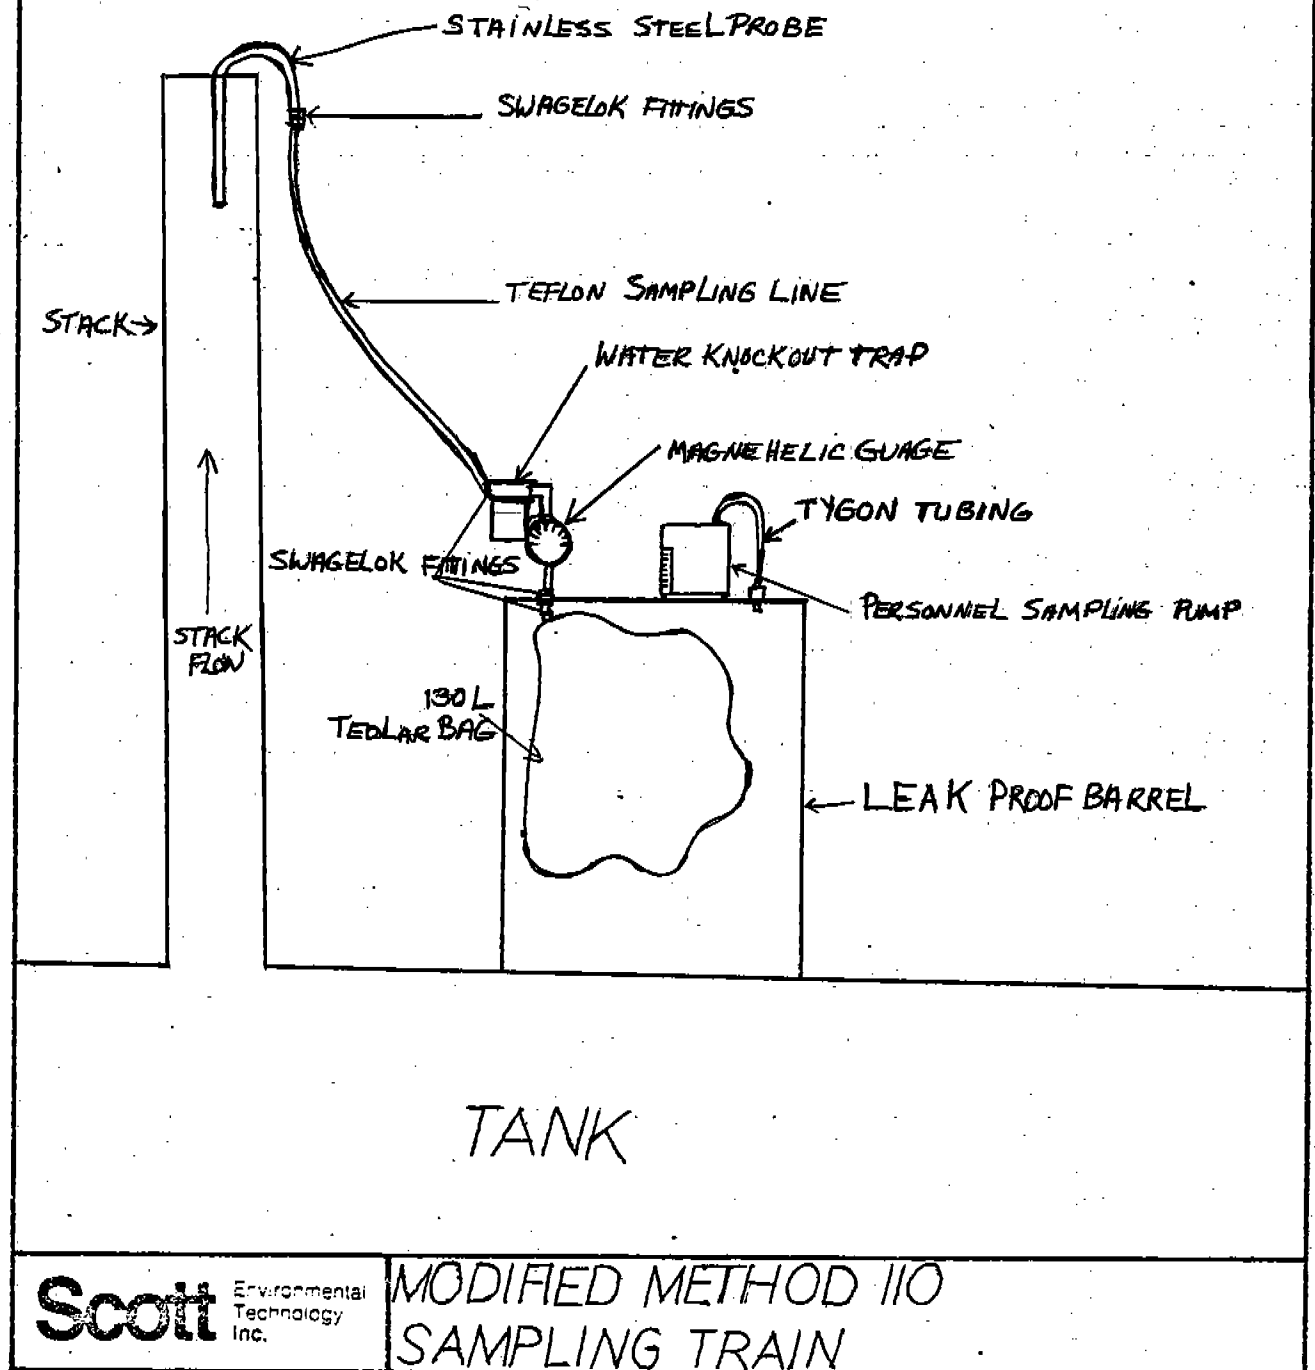 STAINLESS STEEL PROBE
SWAGELOK FITTINGS
TEFLON SAMPLING LINE
STACK
WATER KNOCKOUT TRAP
MAGNEHELIC GUAGE
TYGON TUBING
SWAGELOK FITTINGS
PERSONNEL SAMPLING PUMP
STACK
FLOW
130 L
TEDLAR BAG
LEAK PROOF BARREL
TANK
Scott Environmental
Technology
Inc.
MODIFIED METHOD 110
SAMPLING TRAIN